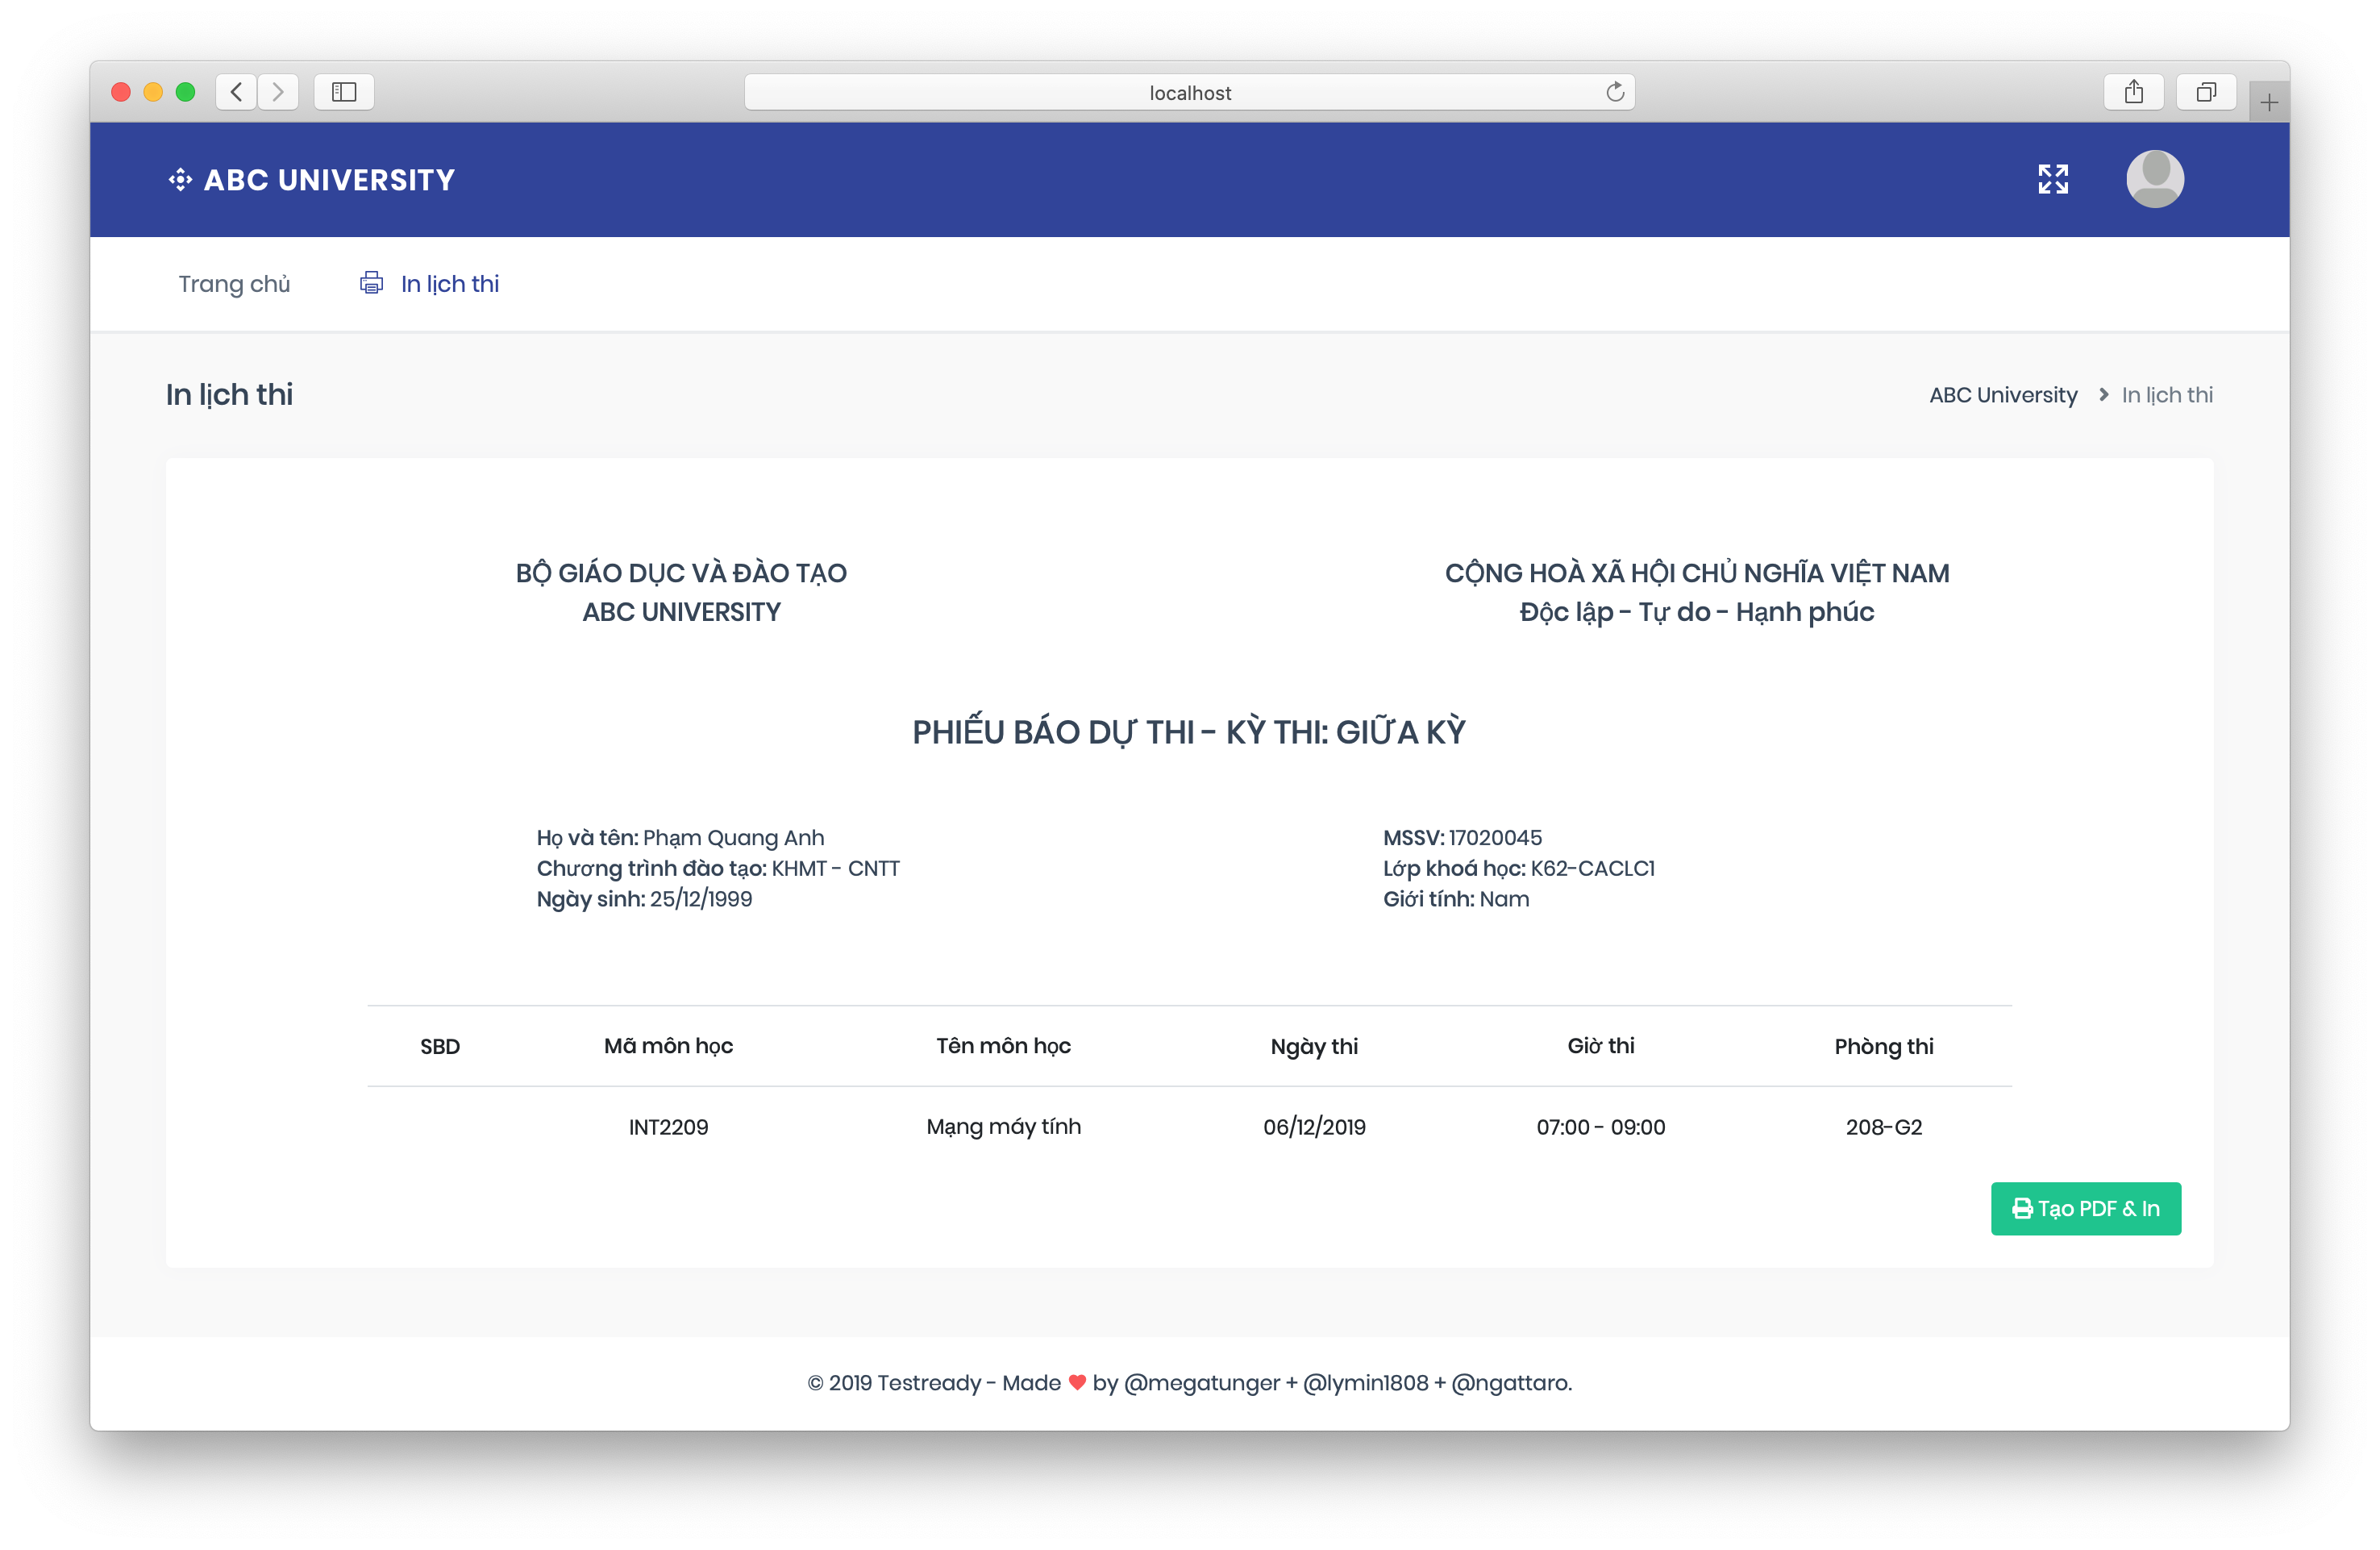 localhost
ABC UNIVERSITY
Trang chủ
In lịch thi
In lịch thi
ABC University > In lịch thi
BỘ GIÁO DỤC VÀ ĐÀO TẠO
ABC UNIVERSITY
CỘNG HOÀ XÃ HỘI CHỦ NGHĨA VIỆT NAM
Độc lập - Tự do - Hạnh phúc
PHIẾU BÁO DỰ THI - KỲ THI: GIỮA KỲ
Họ và tên: Phạm Quang Anh
Chương trình đào tạo: KHMT - CNTT
Ngày sinh: 25/12/1999
MSSV: 17020045
Lớp khoá học: K62-CACLC1
Giới tính: Nam
SBD Mã môn học Tên môn học Ngày thi Giờ thi Phòng thi
INT2209 Mạng máy tính 06/12/2019 07:00 - 09:00 208-G2
Tạo PDF & In
© 2019 Testready - Made ❤ by @megatunger + @lymin1808 + @ngattaro.